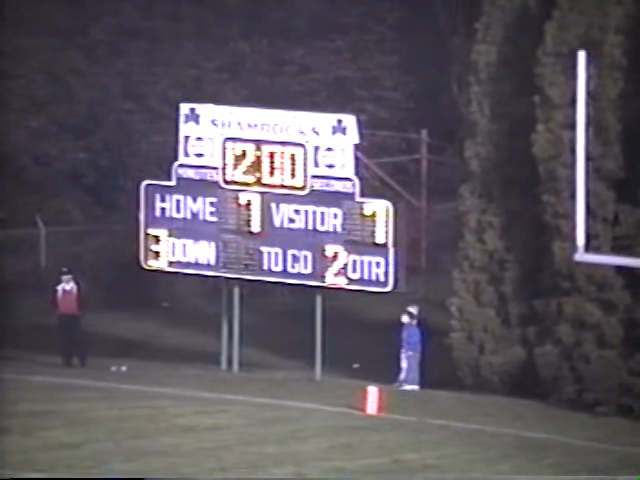 SHAMROCKS
12:00
MINUTES SECONDS
HOME 7 VISITOR 7
3 DOWN TO GO 2 QTR